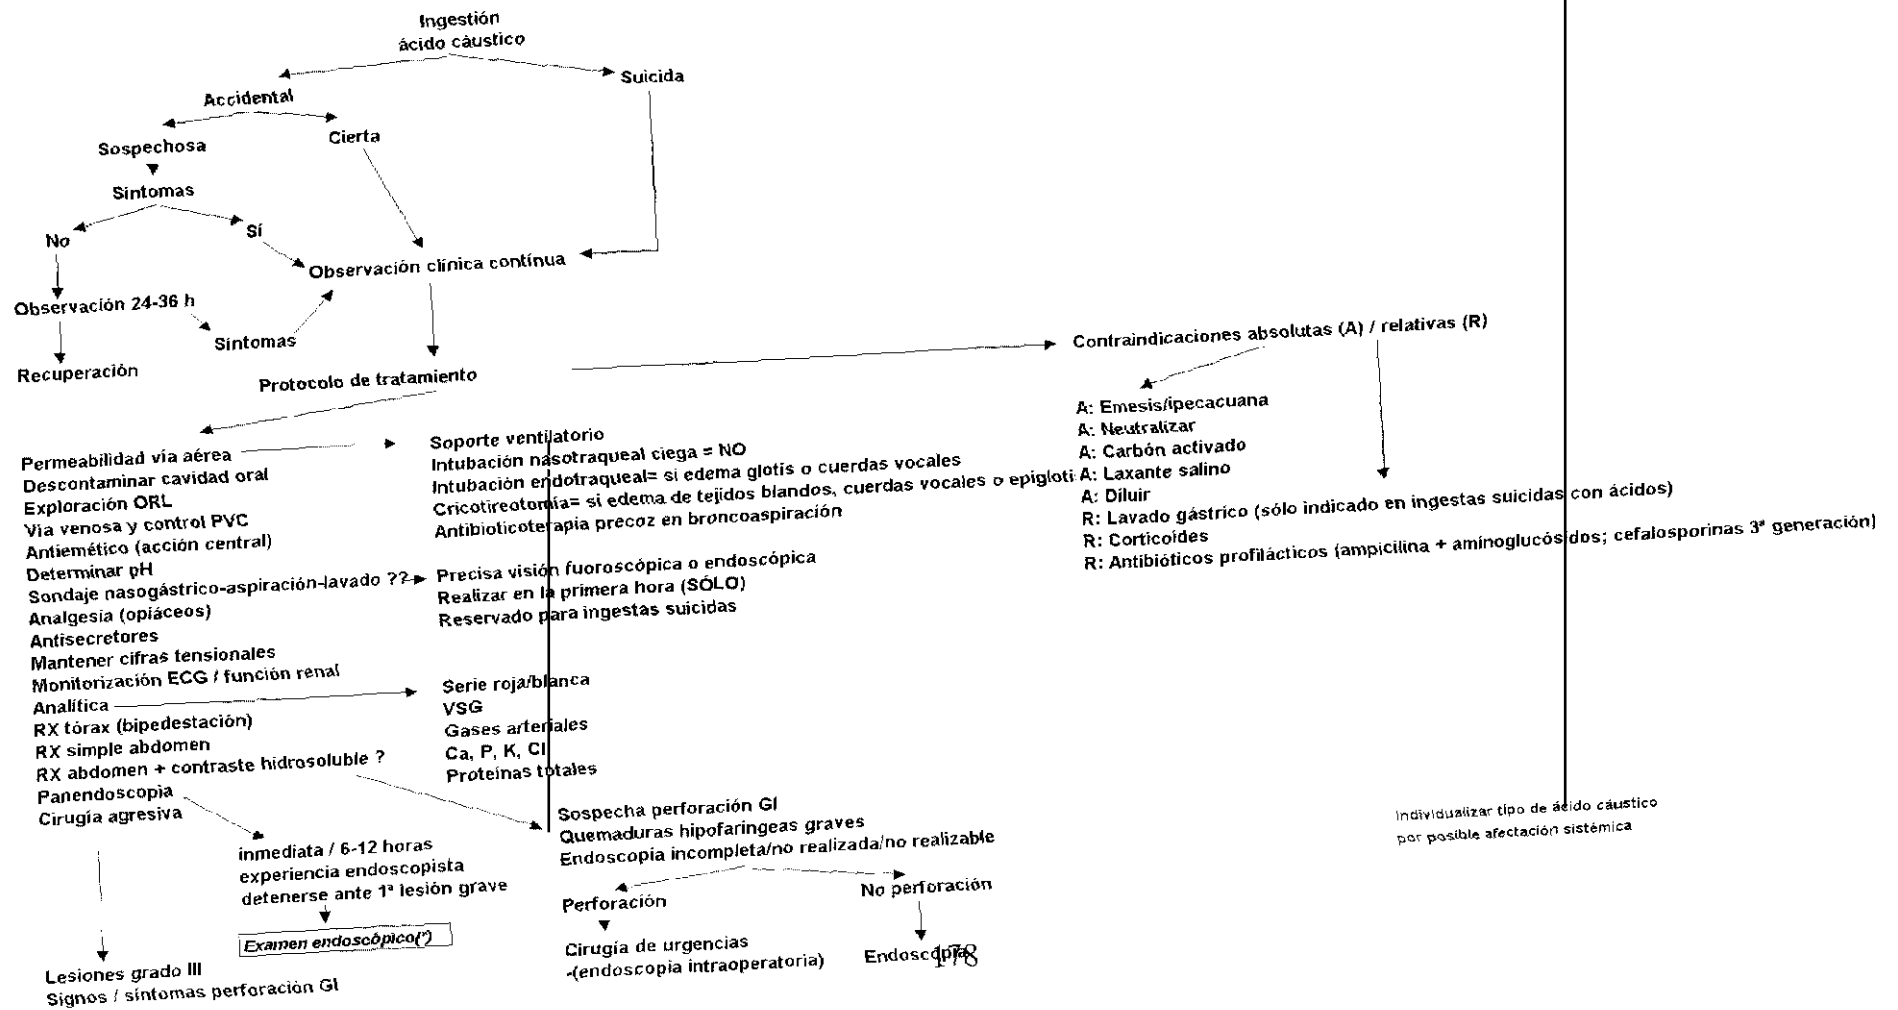 Ingestión
ácido cáustico
Accidental
Suicida
Sospechosa
Cierta
Síntomas
No
Sí
Observación clínica contínua
Observación 24-36 h
Síntomas
Recuperación
Protocolo de tratamiento
Contraindicaciones absolutas (A) / relativas (R)
Permeabilidad vía aérea
Descontaminar cavidad oral
Exploración ORL
Vía venosa y control PVC
Antiemético (acción central)
Determinar pH
Sondaje nasogástrico-aspiración-lavado ??
Analgesia (opiáceos)
Antisecretores
Mantener cifras tensionales
Monitorización ECG / función renal
Analítica
RX tórax (bipedestación)
RX simple abdomen
RX abdomen + contraste hidrosoluble ?
Panendoscopia
Cirugía agresiva
Soporte ventilatorio
Intubación nasotraqueal ciega = NO
Intubación endotraqueal= si edema glotis o cuerdas vocales
Cricotireotomía= si edema de tejidos blandos, cuerdas vocales o epigloti
Antibioticoterapia precoz en broncoaspiración
Precisa visión fuoroscópica o endoscópica
Realizar en la primera hora (SÓLO)
Reservado para ingestas suicidas
Serie roja/blanca
VSG
Gases arteriales
Ca, P, K, Cl
Proteínas totales
A: Emesis/ipecacuana
A: Neutralizar
A: Carbón activado
A: Laxante salino
A: Diluir
R: Lavado gástrico (sólo indicado en ingestas suicidas con ácidos)
R: Corticoides
R: Antibióticos profilácticos (ampicilina + aminoglucósidos; cefalosporinas 3ª generación)
inmediata / 6-12 horas
experiencia endoscopista
detenerse ante 1ª lesión grave
Examen endoscópico(*)
Sospecha perforación GI
Quemaduras hipofaríngeas graves
Endoscopia incompleta/no realizada/no realizable
Perforación
No perforación
Cirugía de urgencias
-(endoscopia intraoperatoria)
Endoscópia
Individualizar tipo de ácido cáustico
por posible afectación sistémica
Lesiones grado III
Signos / síntomas perforación GI
178